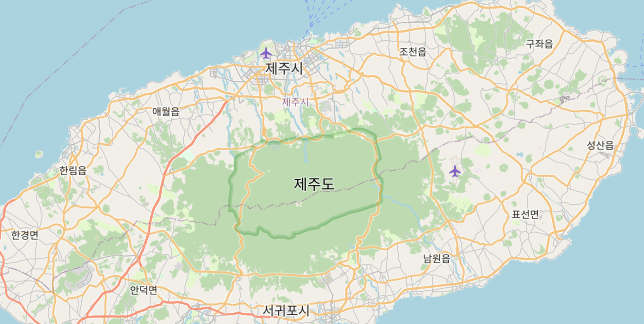 구좌읍
조천읍
제주시
제주시
애월읍
성산읍
한림읍
제주도
표선면
한경면
남원읍
안덕면
서귀포시